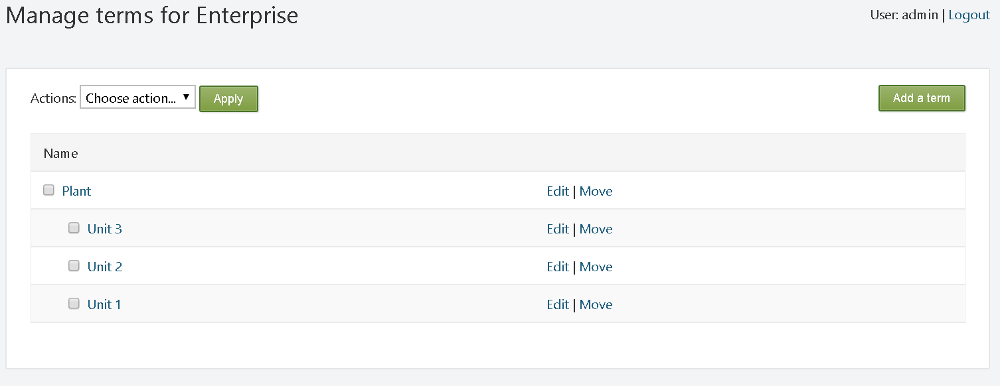 Manage terms for Enterprise
User: admin | Logout
Actions: Choose action... Apply
Add a term
Name
Plant Edit | Move
Unit 3 Edit | Move
Unit 2 Edit | Move
Unit 1 Edit | Move